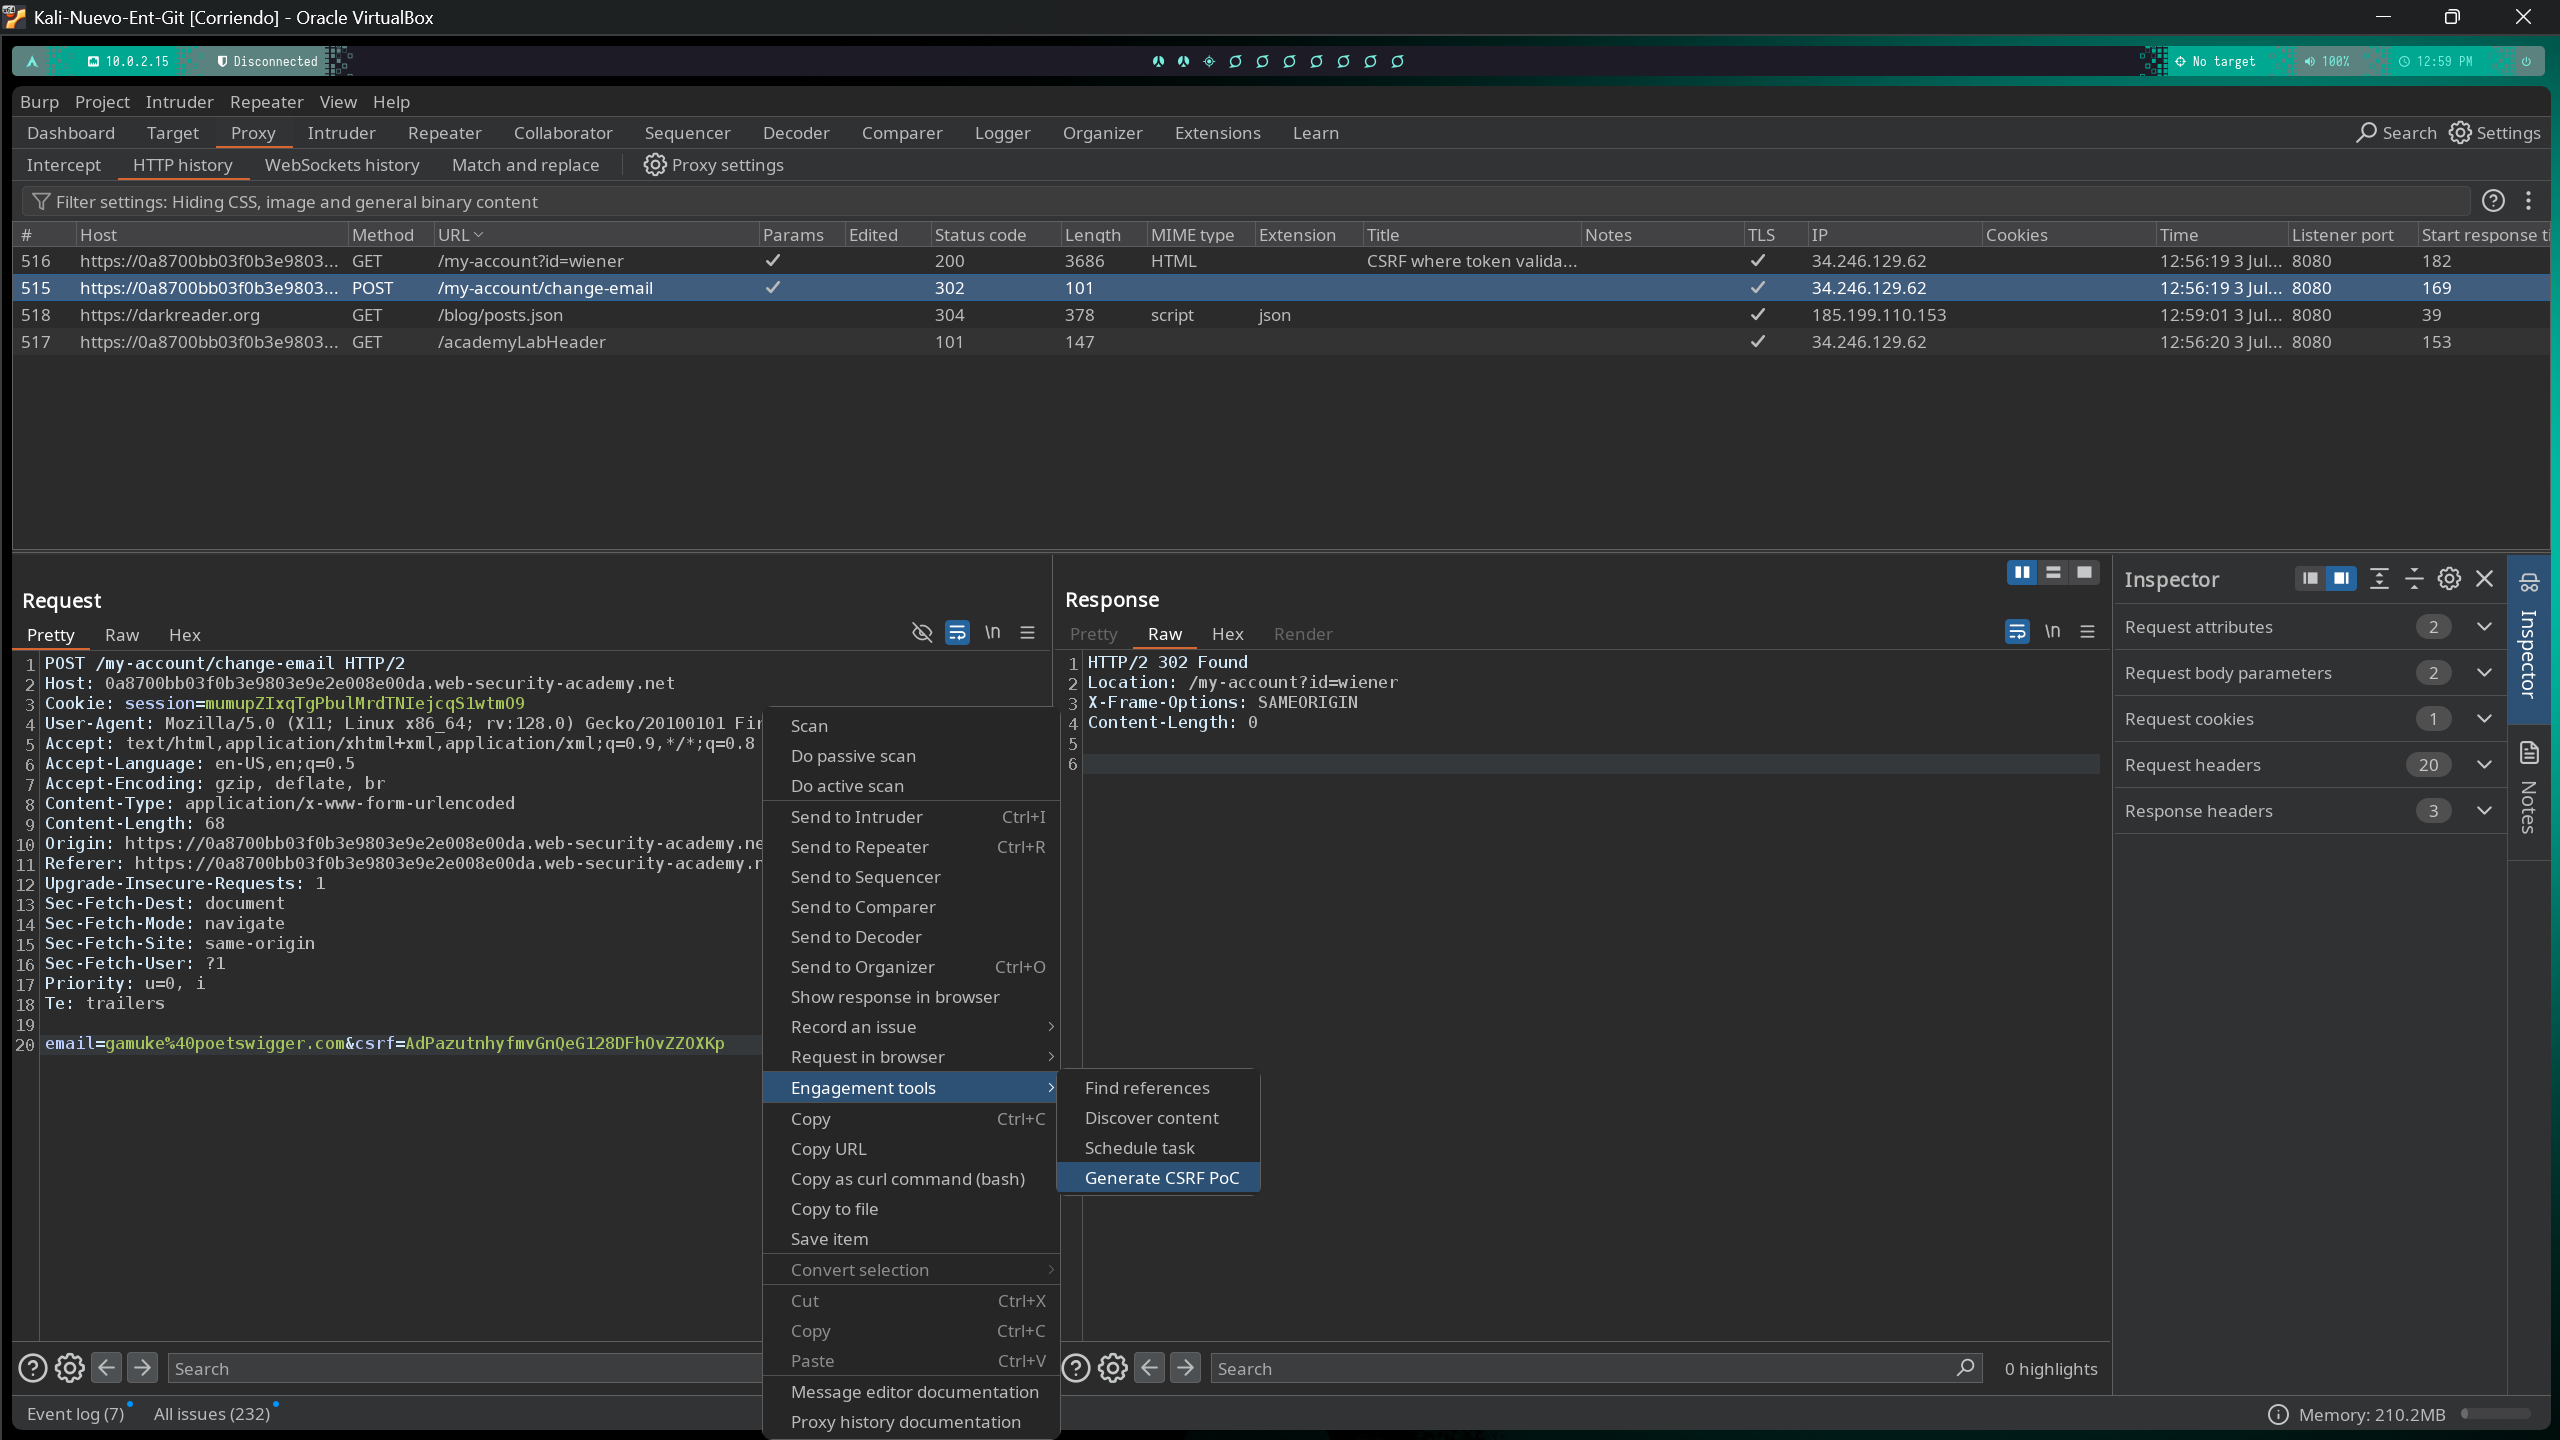 Kali-Nuevo-Ent-Git [Corriendo] - Oracle VirtualBox
10.0.2.15 Disconnected No target 100% 12:59 PM
Burp Project Intruder Repeater View Help
Dashboard Target Proxy Intruder Repeater Collaborator Sequencer Decoder Comparer Logger Organizer Extensions Learn Search Settings
Intercept HTTP history WebSockets history Match and replace Proxy settings
Filter settings: Hiding CSS, image and general binary content
# Host Method URL Params Edited Status code Length MIME type Extension Title Notes TLS IP Cookies Time Listener port Start response ti
516 https://0a8700bb03f0b3e9803... GET /my-account?id=wiener ✓ 200 3686 HTML CSRF where token valida... ✓ 34.246.129.62 12:56:19 3 Jul... 8080 182
515 https://0a8700bb03f0b3e9803... POST /my-account/change-email ✓ 302 101 ✓ 34.246.129.62 12:56:19 3 Jul... 8080 169
518 https://darkreader.org GET /blog/posts.json 304 378 script json ✓ 185.199.110.153 12:59:01 3 Jul... 8080 39
517 https://0a8700bb03f0b3e9803... GET /academyLabHeader 101 147 ✓ 34.246.129.62 12:56:20 3 Jul... 8080 153
Request
Pretty Raw Hex \n
1 POST /my-account/change-email HTTP/2
2 Host: 0a8700bb03f0b3e9803e9e2e008e00da.web-security-academy.net
3 Cookie: session=mumupZIxqTgPbulMrdTNIejcqS1wtmO9
4 User-Agent: Mozilla/5.0 (X11; Linux x86_64; rv:128.0) Gecko/20100101 Fir
5 Accept: text/html,application/xhtml+xml,application/xml;q=0.9,*/*;q=0.8
6 Accept-Language: en-US,en;q=0.5
7 Accept-Encoding: gzip, deflate, br
8 Content-Type: application/x-www-form-urlencoded
9 Content-Length: 68
10 Origin: https://0a8700bb03f0b3e9803e9e2e008e00da.web-security-academy.ne
11 Referer: https://0a8700bb03f0b3e9803e9e2e008e00da.web-security-academy.n
12 Upgrade-Insecure-Requests: 1
13 Sec-Fetch-Dest: document
14 Sec-Fetch-Mode: navigate
15 Sec-Fetch-Site: same-origin
16 Sec-Fetch-User: ?1
17 Priority: u=0, i
18 Te: trailers
19
20 email=gamuke%40poetswigger.com&csrf=AdPazutnhyfmvGnQeG128DFhOvZZOXKp
Scan
Do passive scan
Do active scan
Send to Intruder Ctrl+I
Send to Repeater Ctrl+R
Send to Sequencer
Send to Comparer
Send to Decoder
Send to Organizer Ctrl+O
Show response in browser
Record an issue
Request in browser
Engagement tools
Copy Ctrl+C
Copy URL
Copy as curl command (bash)
Copy to file
Save item
Convert selection
Cut Ctrl+X
Copy Ctrl+C
Paste Ctrl+V
Message editor documentation
Proxy history documentation
Find references
Discover content
Schedule task
Generate CSRF PoC
Response
Pretty Raw Hex Render \n
1 HTTP/2 302 Found
2 Location: /my-account?id=wiener
3 X-Frame-Options: SAMEORIGIN
4 Content-Length: 0
5
6
Inspector
Request attributes 2
Request body parameters 2
Request cookies 1
Request headers 20
Response headers 3
Inspector
Notes
Search
Search 0 highlights
Event log (7) All issues (232) Memory: 210.2MB